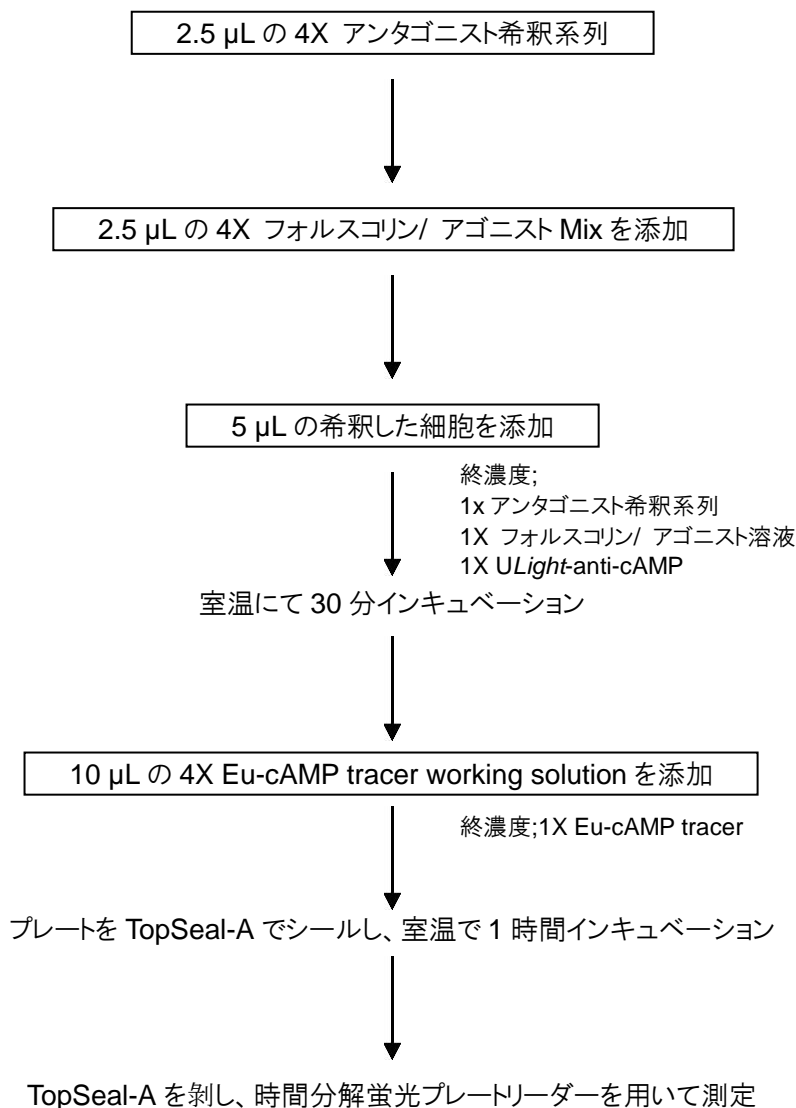 2.5 µL の 4X アンタゴニスト希釈系列
2.5 µL の 4X フォルスコリン/ アゴニスト Mix を添加
5 µL の希釈した細胞を添加
終濃度;
1x アンタゴニスト希釈系列
1X フォルスコリン/ アゴニスト溶液
1X ULight-anti-cAMP
室温にて 30 分インキュベーション
10 µL の 4X Eu-cAMP tracer working solution を添加
終濃度;1X Eu-cAMP tracer
プレートを TopSeal-A でシールし、室温で 1 時間インキュベーション
TopSeal-A を剝し、時間分解蛍光プレートリーダーを用いて測定